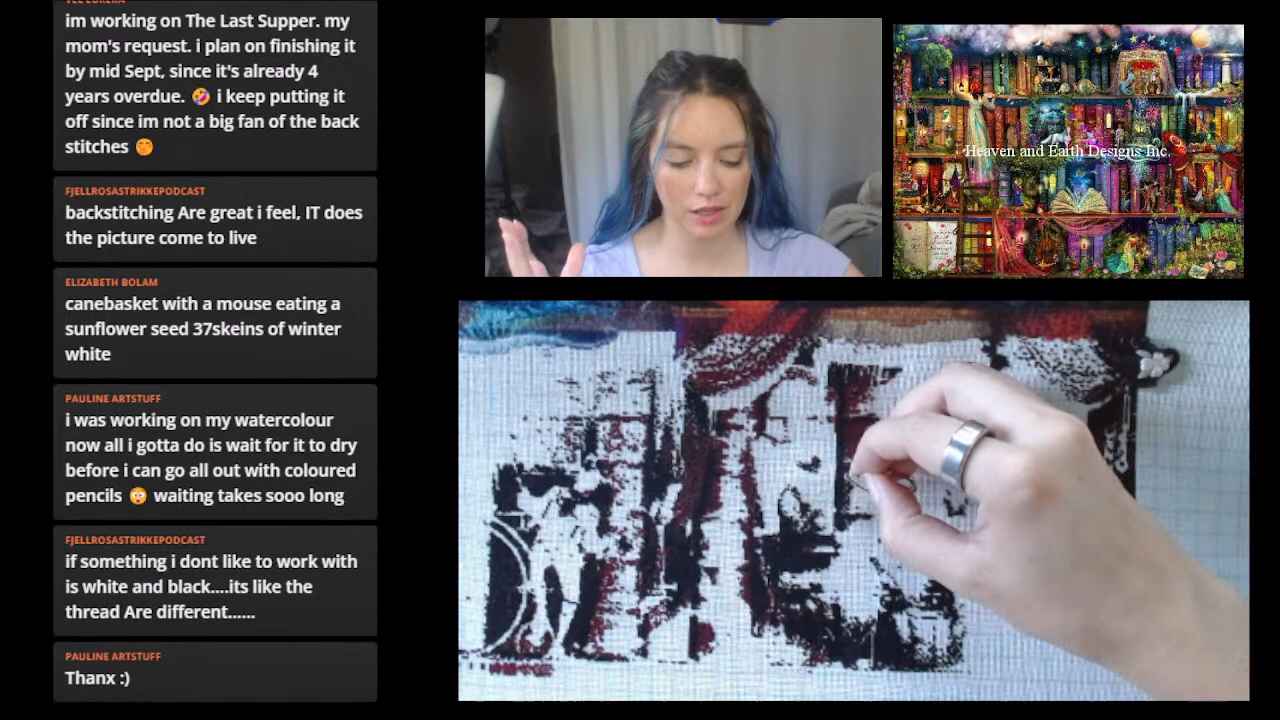 im working on The Last Supper. my
mom's request. i plan on finishing it
by mid Sept, since it's already 4
years overdue. 🤣 i keep putting it
off since im not a big fan of the back
stitches 🤭
FJELLROSASTRIKKEPODCAST
backstitching Are great i feel, IT does
the picture come to live
ELIZABETH BOLAM
canebasket with a mouse eating a
sunflower seed 37skeins of winter
white
PAULINE ARTSTUFF
i was working on my watercolour
now all i gotta do is wait for it to dry
before i can go all out with coloured
pencils 😳 waiting takes sooo long
FJELLROSASTRIKKEPODCAST
if something i dont like to work with
is white and black....its like the
thread Are different......
PAULINE ARTSTUFF
Thanx :)
Heaven and Earth Designs Inc.